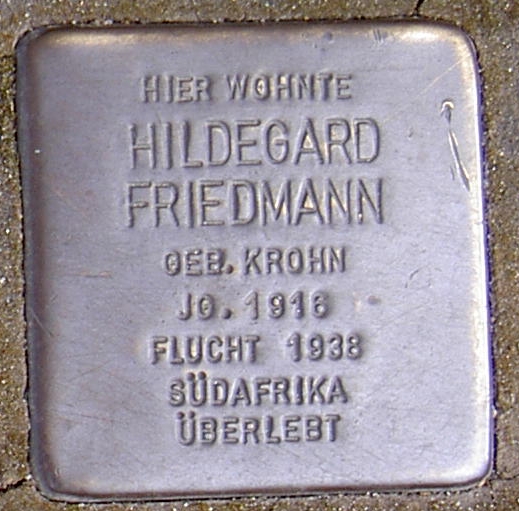 HIER WOHNTE
HILDEGARD
FRIEDMANN
GEB. KROHN
JG. 1916
FLUCHT 1938
SÜDAFRIKA
ÜBERLEBT